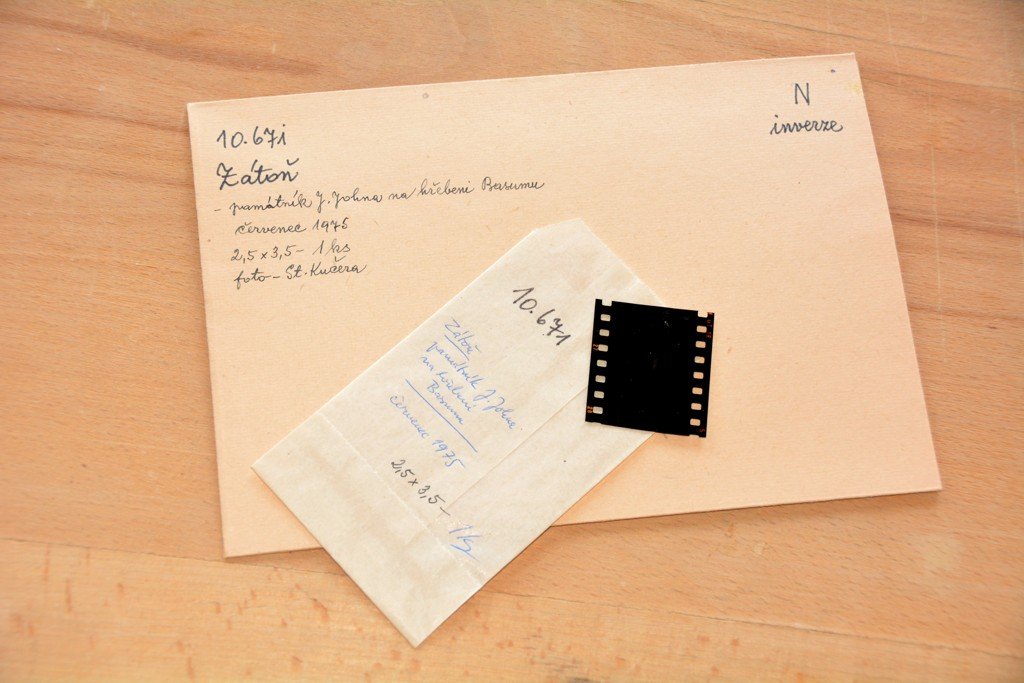 10.67i
Zátoň
- památník J. Johna na hřebeni Basumu
červenec 1975
2,5 x 3,5 - 1 ks
foto - St. Kučera
N
inverze
10.671
Zátoň
památník J Johna
na hřebeni
Basumu
červenec 1975
2,5 x 3,5 -
1 ks